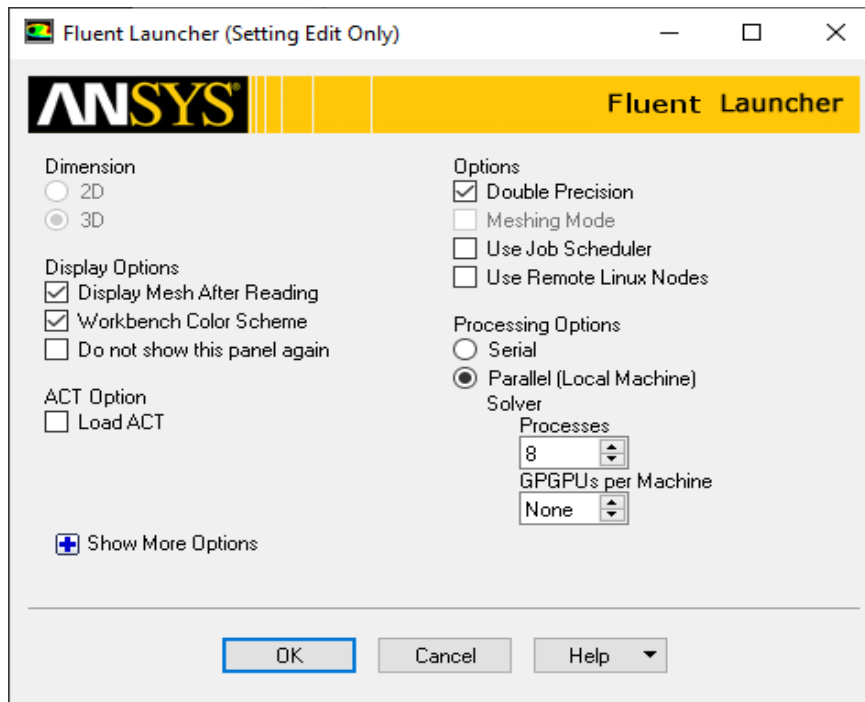 Fluent Launcher (Setting Edit Only)
ANSYS®
Fluent Launcher
Dimension
2D
3D
Display Options
Display Mesh After Reading
Workbench Color Scheme
Do not show this panel again
ACT Option
Load ACT
Show More Options
Options
Double Precision
Meshing Mode
Use Job Scheduler
Use Remote Linux Nodes
Processing Options
Serial
Parallel (Local Machine)
Solver
Processes
8
GPGPUs per Machine
None
OK
Cancel
Help